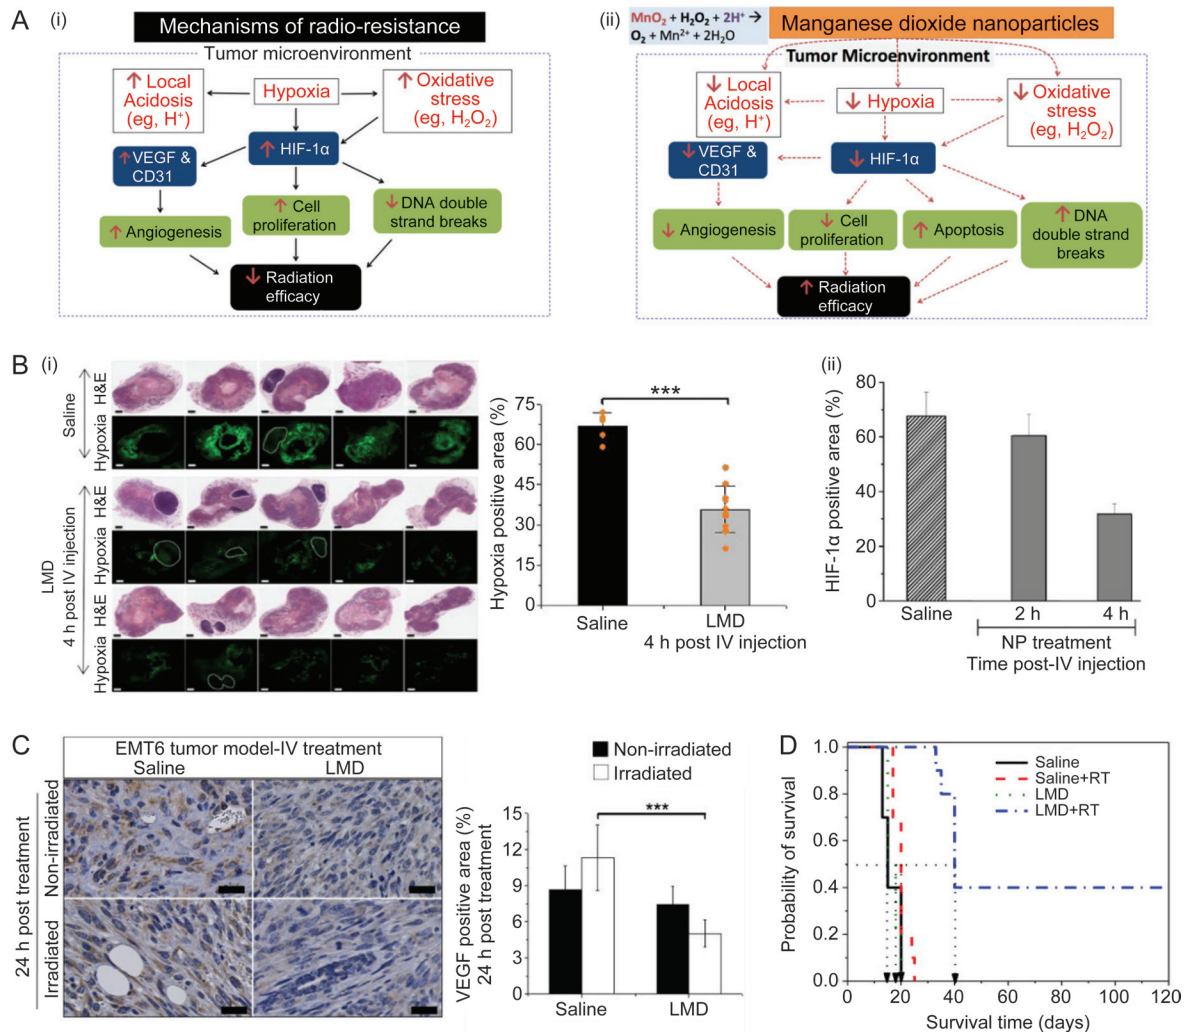 A
(i)
Mechanisms of radio-resistance
Tumor microenvironment
↑ Local
Acidosis
(eg, H⁺)
Hypoxia
↑ Oxidative
stress
(eg, H₂O₂)
↑ VEGF &
CD31
↑ HIF-1α
↑ Angiogenesis
↑ Cell
proliferation
↓ DNA double
strand breaks
↓ Radiation
efficacy
(ii)
MnO₂ + H₂O₂ + 2H⁺ →
O₂ + Mn²⁺ + 2H₂O
Manganese dioxide nanoparticles
Tumor Microenvironment
↓ Local
Acidosis
(eg, H⁺)
↓ Hypoxia
↓ Oxidative
stress
(eg, H₂O₂)
↓ VEGF &
CD31
↓ HIF-1α
↓ Angiogenesis
↓ Cell
proliferation
↑ Apoptosis
↑ DNA
double strand
breaks
↑ Radiation
efficacy
B
(i)
Saline
H&E
Hypoxia
LMD
4 h post IV injection
H&E
Hypoxia
H&E
Hypoxia
Hypoxia positive area (%)
75
60
45
30
15
0
***
Saline
LMD
4 h post IV injection
(ii)
HIF-1α positive area (%)
80
60
40
20
0
Saline
2 h
4 h
NP treatment
Time post-IV injection
C
EMT6 tumor model-IV treatment
Saline
LMD
24 h post treatment
Non-irradiated
Irradiated
Non-irradiated
Irradiated
VEGF positive area (%)
24 h post treatment
15
12
9
6
3
0
***
Saline
LMD
D
Probability of survival
1.0
0.8
0.6
0.4
0.2
0.0
Saline
Saline+RT
LMD
LMD+RT
0
20
40
60
80
100
120
Survival time (days)